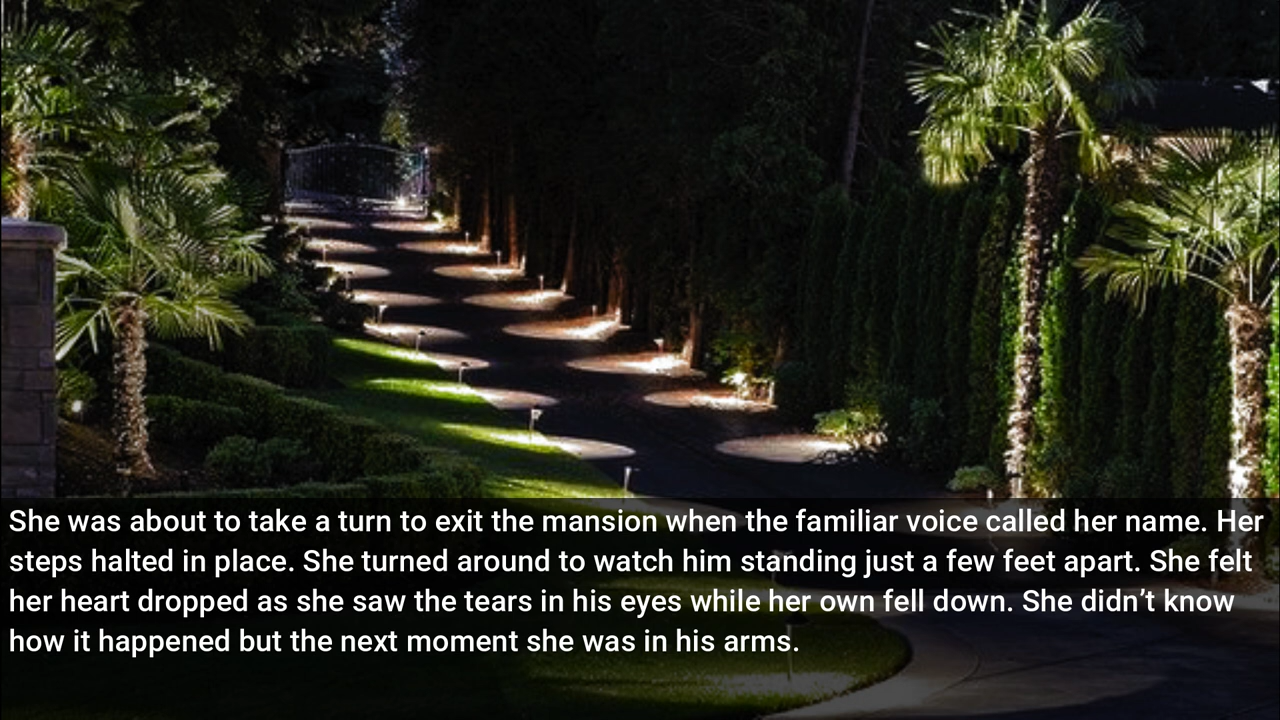 She was about to take a turn to exit the mansion when the familiar voice called her name. Her
steps halted in place. She turned around to watch him standing just a few feet apart. She felt
her heart dropped as she saw the tears in his eyes while her own fell down. She didn’t know
how it happened but the next moment she was in his arms.